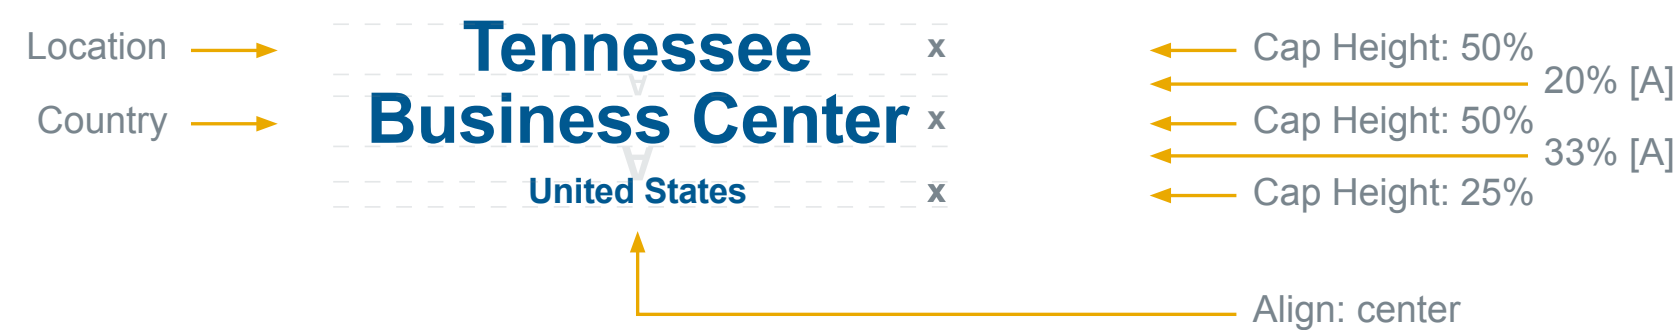 Location Tennessee x Cap Height: 50%
A 20% [A]
Country Business Center x Cap Height: 50%
A 33% [A]
United States x Cap Height: 25%
Align: center